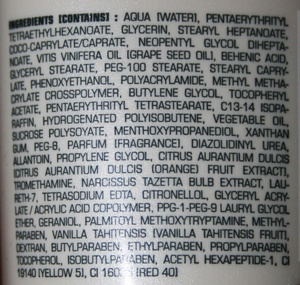 INGREDIENTS [CONTAINS] : AQUA (WATER), PENTAERYTHRITYL
TETRAETHYLHEXANOATE, GLYCERIN, STEARYL HEPTANOATE,
COCO-CAPRYLATE/CAPRATE, NEOPENTYL GLYCOL DIHEPTA-
NOATE, VITIS VINIFERA OIL (GRAPE SEED OIL), BEHENIC ACID,
GLYCERYL STEARATE, PEG-100 STEARATE, STEARYL CAPRY-
LATE, PHENOXYETHANOL, POLYACRYLAMIDE, METHYL METHA-
CRYLATE CROSSPOLYMER, BUTYLENE GLYCOL, TOCOPHERYL
ACETATE, PENTAERYTHRITYL TETRASTEARATE, C13-14 ISOPA-
RAFFIN, HYDROGENATED POLYISOBUTENE, VEGETABLE OIL,
SUCROSE POLYSOYATE, MENTHOXYPROPANEDIOL, XANTHAN
GUM, PEG-8, PARFUM (FRAGRANCE), DIAZOLIDINYL UREA,
ALLANTOIN, PROPYLENE GLYCOL, CITRUS AURANTIUM DULCIS
(CITRUS AURANTIUM DULCIS (ORANGE) FRUIT EXTRACT),
TROMETHAMINE, NARCISSUS TAZETTA BULB EXTRACT, LAU-
RETH-7, TETRASODIUM EDTA, CITRONELLOL, GLYCERYL ACRY-
LATE / ACRYLIC ACID COPOLYMER, PPG-1-PEG-9 LAURYL GLYCOL
ETHER, GERANIOL, PALMITOYL METHOXYTRYPTAMINE, METHYL-
PARABEN, VANILLA TAHITENSIS (VANILLA TAHITENSIS FRUIT),
DEXTRAN, BUTYLPARABEN, ETHYLPARABEN, PROPYLPARABEN,
TOCOPHEROL, ISOBUTYLPARABEN, ACETYL HEXAPEPTIDE-1, CI
19140 (YELLOW 5), CI 16035 (RED 40)